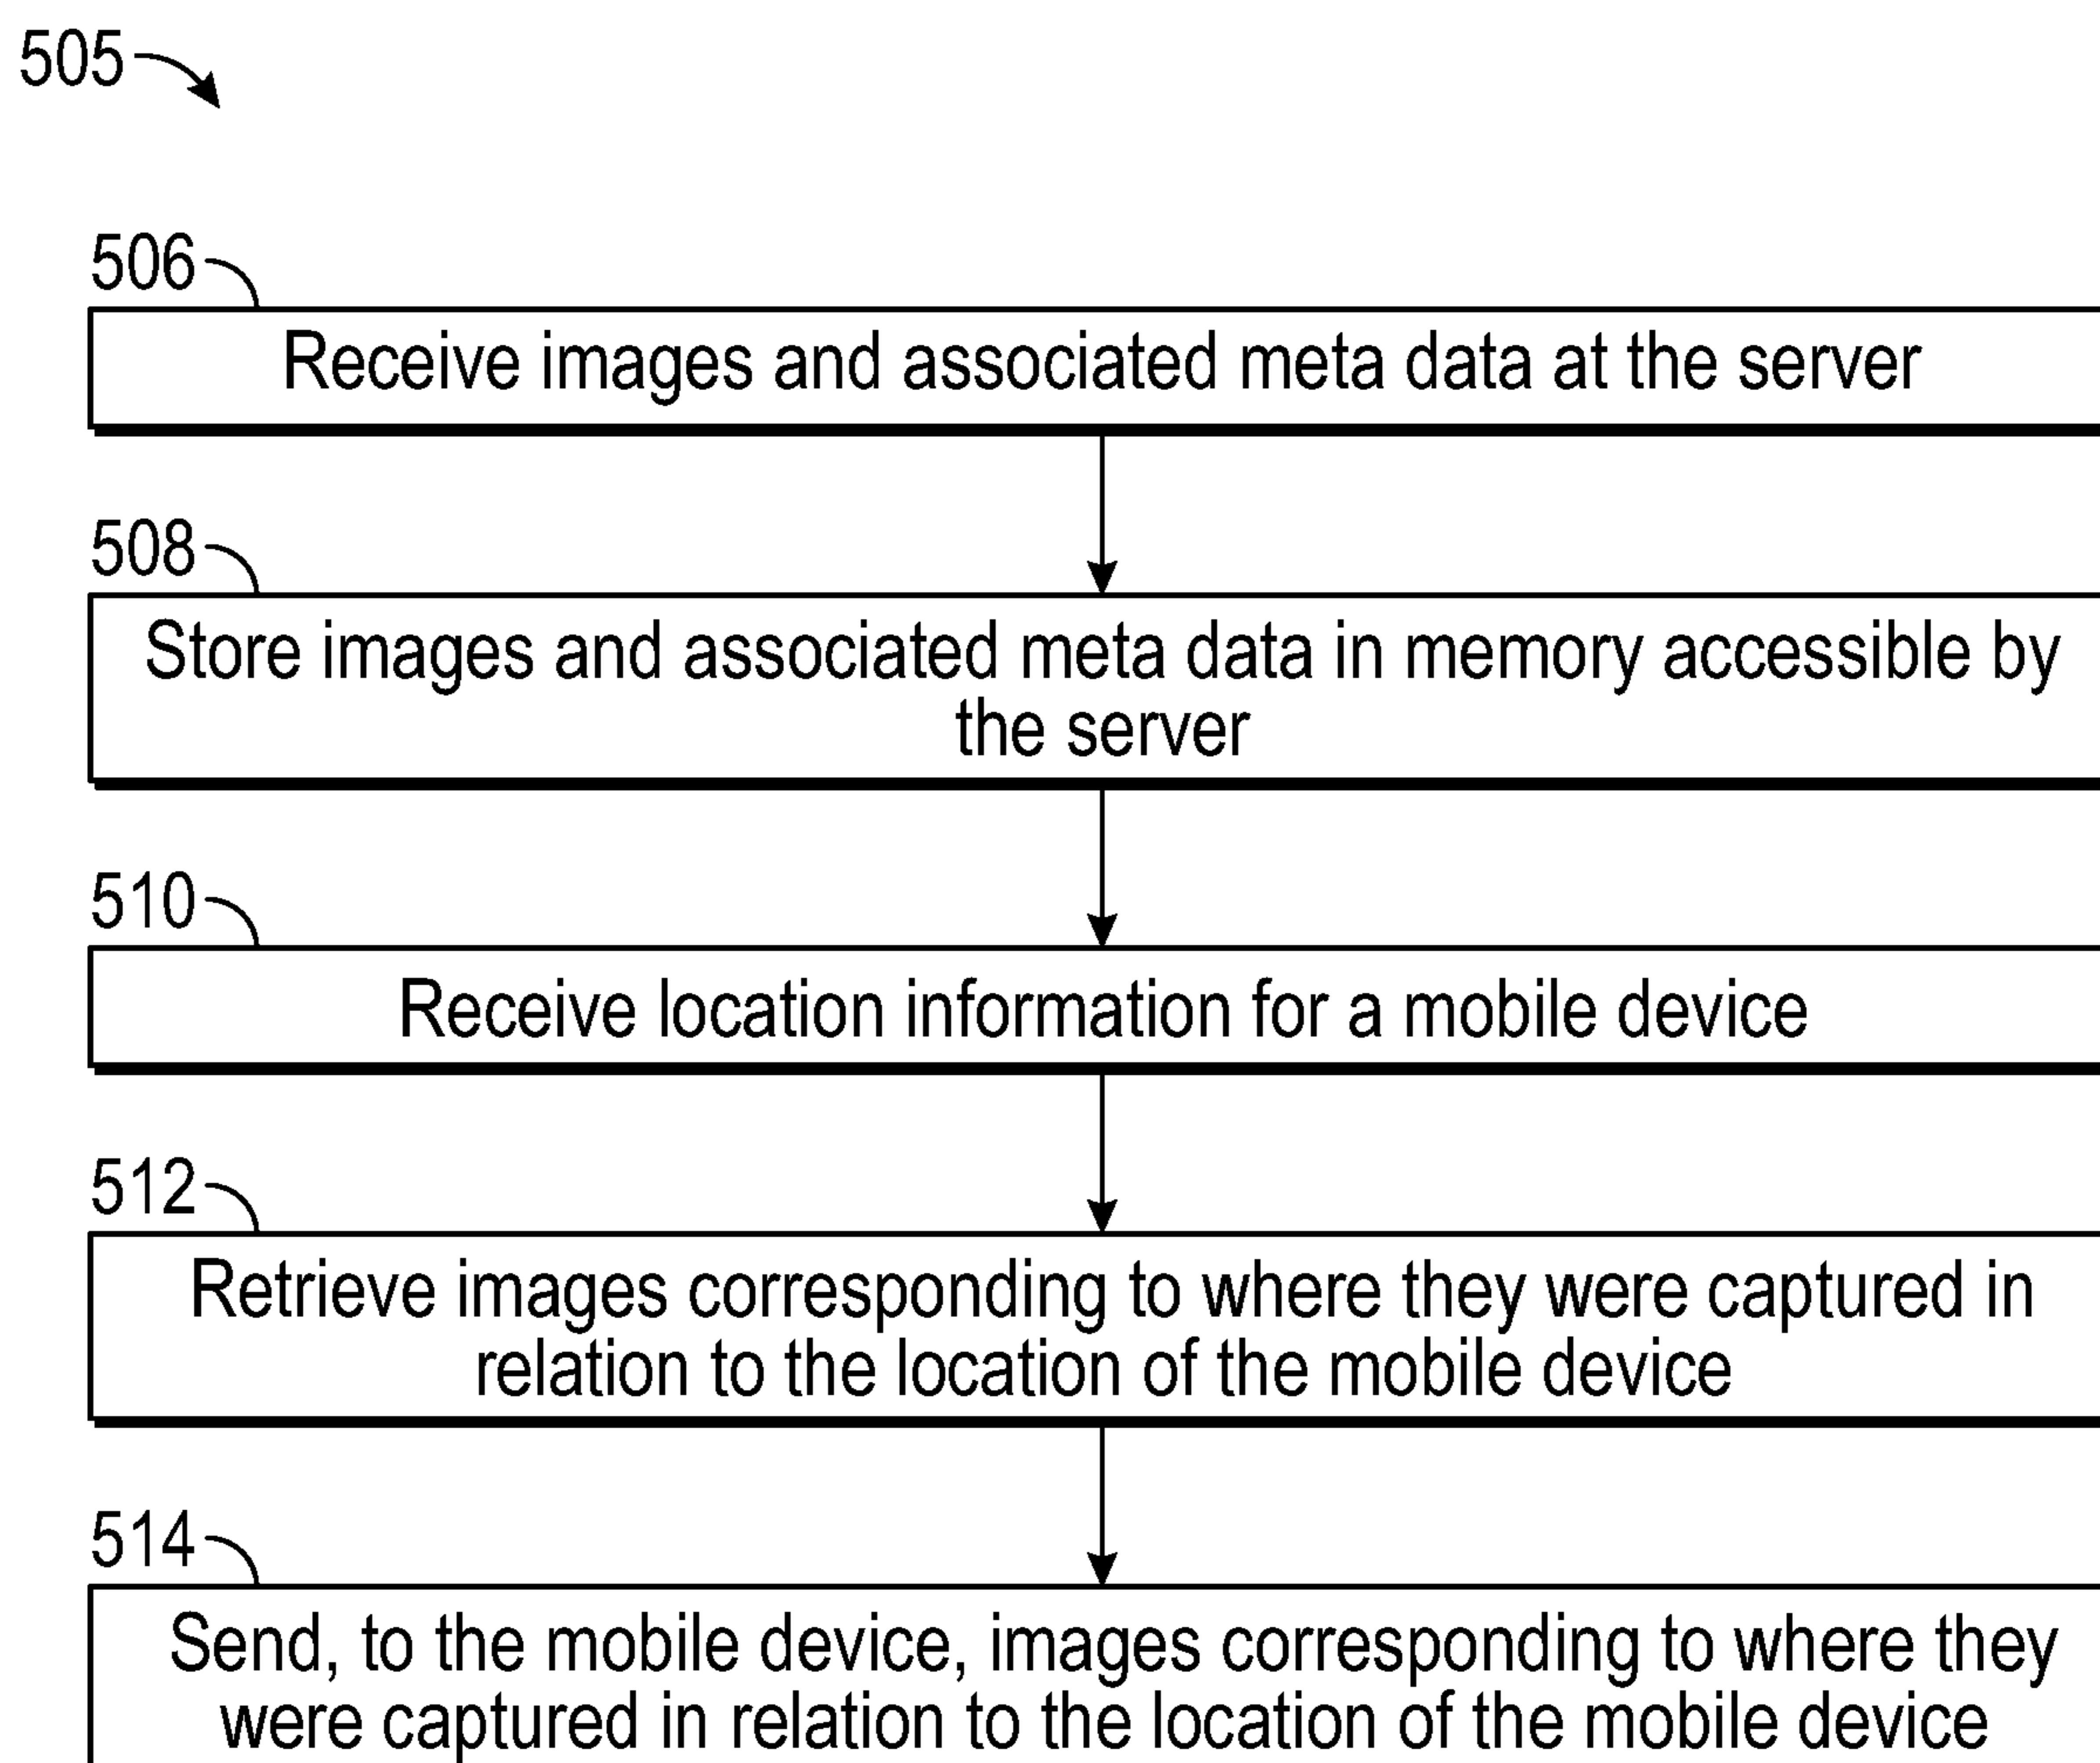 505
506
Receive images and associated meta data at the server
508
Store images and associated meta data in memory accessible by
the server
510
Receive location information for a mobile device
512
Retrieve images corresponding to where they were captured in
relation to the location of the mobile device
514
Send, to the mobile device, images corresponding to where they
were captured in relation to the location of the mobile device